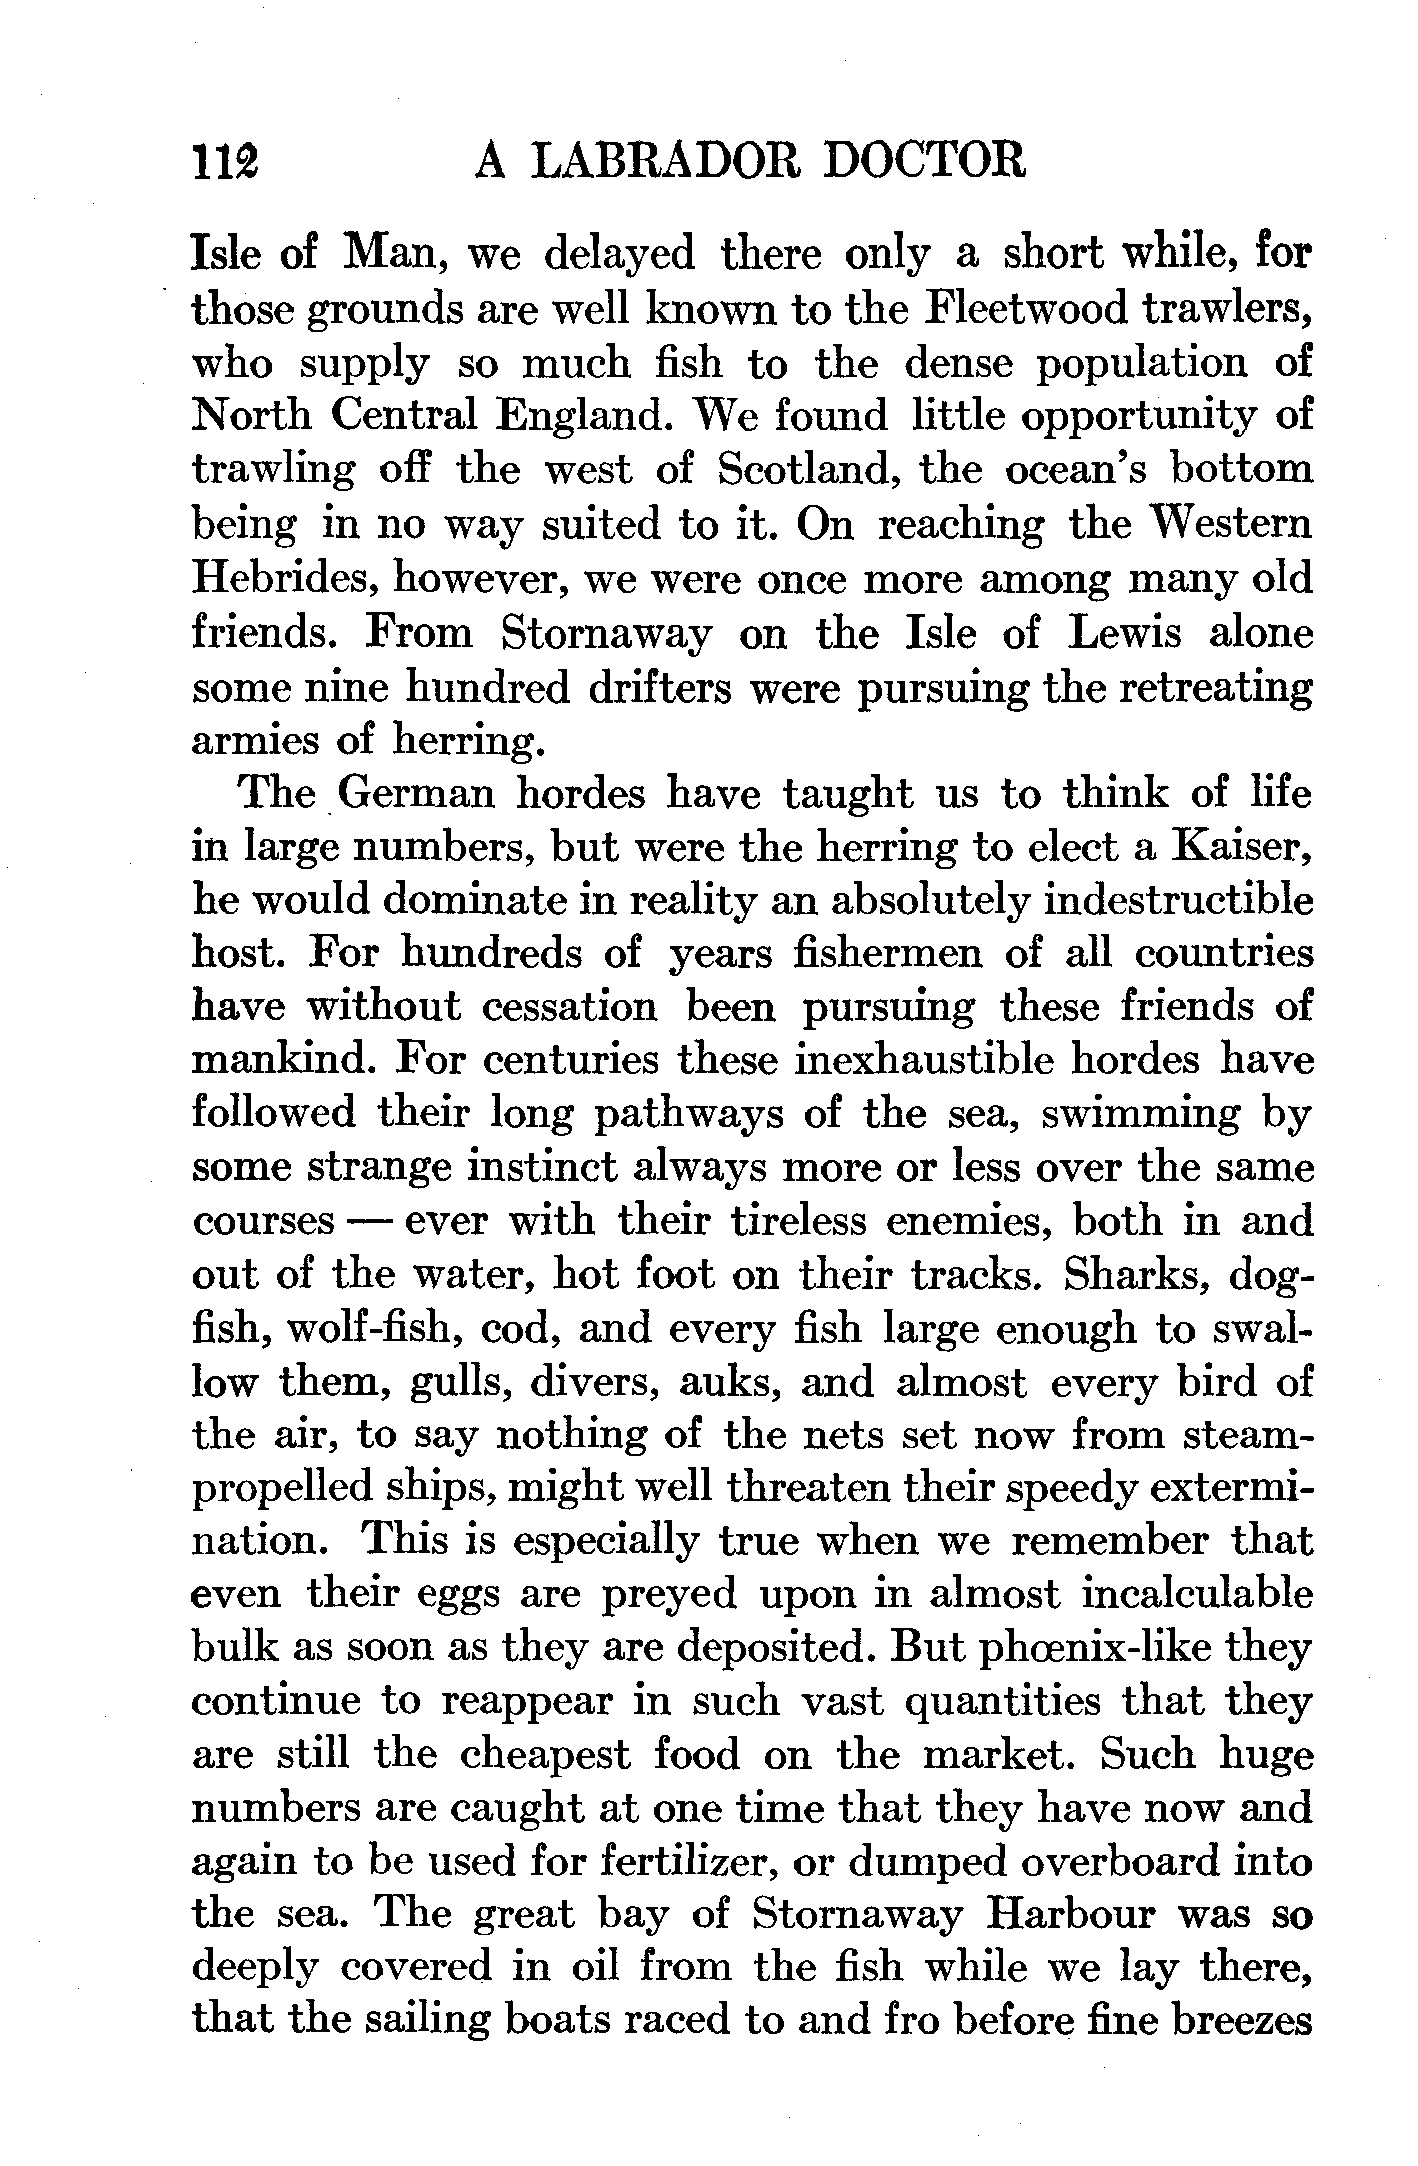 112 A LABRADOR DOCTOR
Isle of Man, we delayed there only a short while, for
those grounds are well known to the Fleetwood trawlers,
who supply so much fish to the dense population of
North Central England. We found little opportunity of
trawling off the west of Scotland, the ocean's bottom
being in no way suited to it. On reaching the Western
Hebrides, however, we were once more among many old
friends. From Stornaway on the Isle of Lewis alone
some nine hundred drifters were pursuing the retreating
armies of herring.
The German hordes have taught us to think of life
in large numbers, but were the herring to elect a Kaiser,
he would dominate in reality an absolutely indestructible
host. For hundreds of years fishermen of all countries
have without cessation been pursuing these friends of
mankind. For centuries these inexhaustible hordes have
followed their long pathways of the sea, swimming by
some strange instinct always more or less over the same
courses — ever with their tireless enemies, both in and
out of the water, hot foot on their tracks. Sharks, dog-
fish, wolf-fish, cod, and every fish large enough to swal-
low them, gulls, divers, auks, and almost every bird of
the air, to say nothing of the nets set now from steam-
propelled ships, might well threaten their speedy extermi-
nation. This is especially true when we remember that
even their eggs are preyed upon in almost incalculable
bulk as soon as they are deposited. But phœnix-like they
continue to reappear in such vast quantities that they
are still the cheapest food on the market. Such huge
numbers are caught at one time that they have now and
again to be used for fertilizer, or dumped overboard into
the sea. The great bay of Stornaway Harbour was so
deeply covered in oil from the fish while we lay there,
that the sailing boats raced to and fro before fine breezes